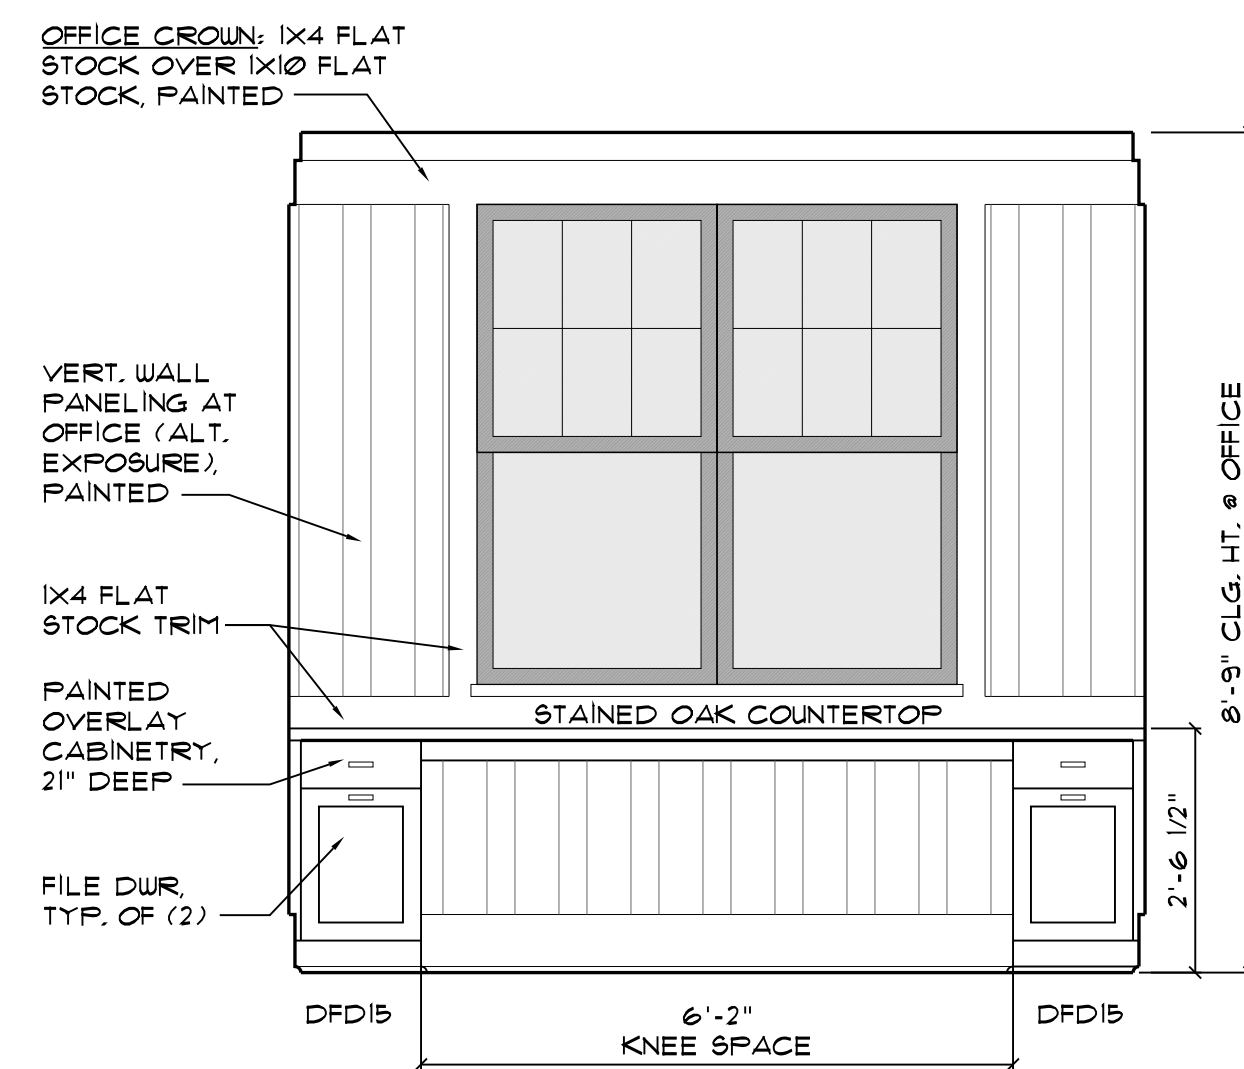 OFFICE CROWN: 1X4 FLAT
STOCK OVER 1X10 FLAT
STOCK, PAINTED
VERT. WALL
PANELING AT
OFFICE (ALT.
EXPOSURE),
PAINTED
1X4 FLAT
STOCK TRIM
PAINTED
OVERLAY
CABINETRY,
21" DEEP
FILE DWR,
TYP. OF (2)
STAINED OAK COUNTERTOP
8'-9" CLG. HT. @ OFFICE
2'-6 1/2"
DFD15
6'-2"
KNEE SPACE
DFD15